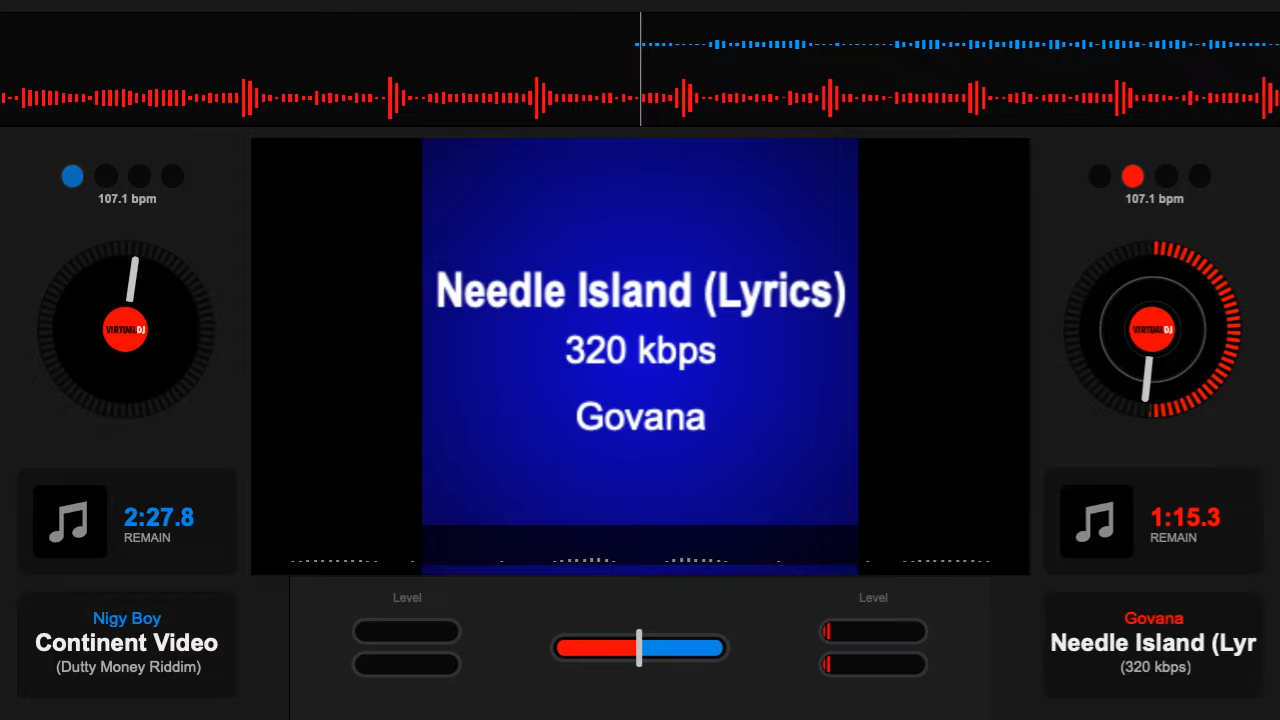 107.1 bpm
107.1 bpm
Needle Island (Lyrics)
320 kbps
Govana
VIRTUALDJ
VIRTUALDJ
2:27.8
REMAIN
1:15.3
REMAIN
Level
Level
Nigy Boy
Continent Video
(Dutty Money Riddim)
Govana
Needle Island (Lyr
(320 kbps)